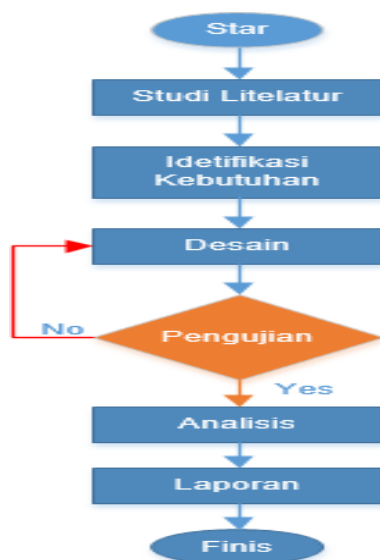 Star
Studi Litelatur
Idetifikasi
Kebutuhan
Desain
No
Pengujian
Yes
Analisis
Laporan
Finis